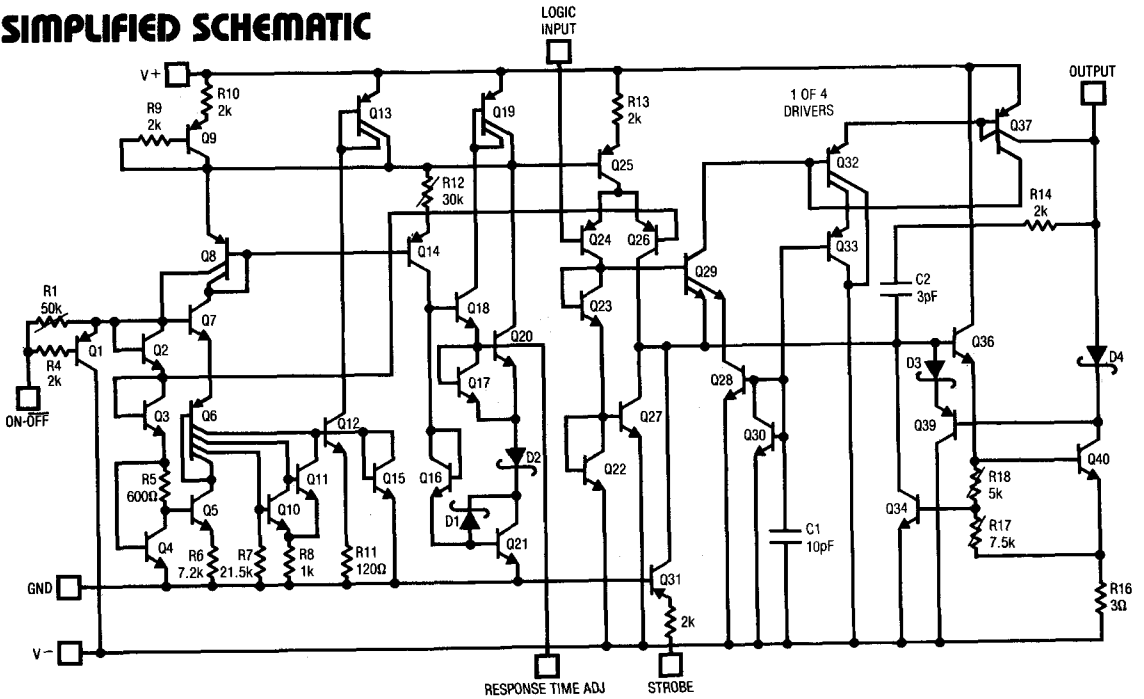 SIMPLIFIED SCHEMATIC
LOGIC
INPUT
V+
R10
2k
R9
2k
Q9
Q13
Q19
R13
2k
1 OF 4
DRIVERS
Q37
OUTPUT
Q25
Q32
R12
30k
R14
2k
Q8
Q14
Q24
Q26
Q33
Q29
C2
3pF
R1
50k
Q7
Q18
Q23
Q1
Q2
Q20
Q36
R4
2k
Q17
Q28
D3
D4
ON-OFF
Q3
Q6
Q12
Q27
Q30
Q39
R5
600Ω
Q11
Q15
Q16
D2
Q22
Q40
Q5
Q10
D1
R18
5k
Q4
Q34
R6
7.2k
R7
21.5k
R8
1k
R11
120Ω
Q21
C1
10pF
R17
7.5k
GND
Q31
R16
3Ω
2k
V−
RESPONSE TIME ADJ
STROBE